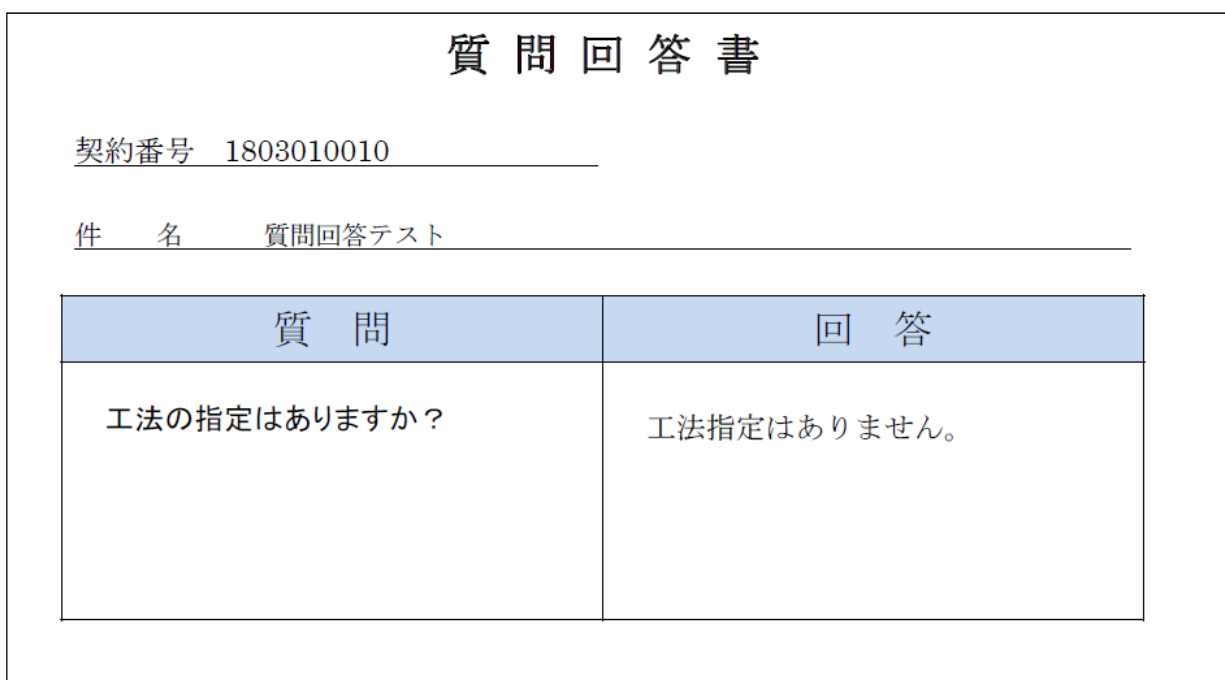 質 問 回 答 書
契約番号　1803010010
件　　名　　　質問回答テスト
質　問
回　答
工法の指定はありますか？
工法指定はありません。